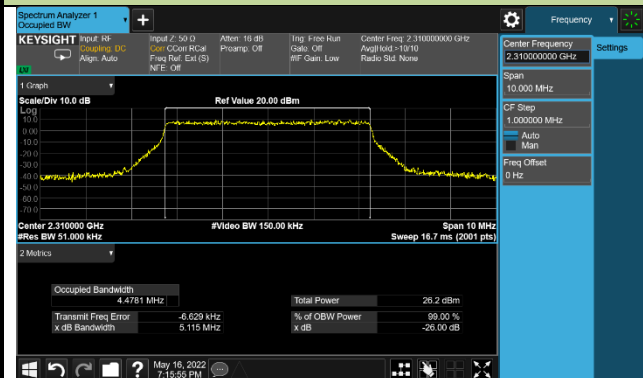 Spectrum Analyzer 1
Occupied BW
Frequency
KEYSIGHT
Input: RF
Coupling: DC
Align: Auto
Input Z: 50 Ω
Corr CCorr RCal
Freq Ref: Ext (S)
NFE: Off
Atten: 16 dB
Preamp: Off
Trig: Free Run
Gate: Off
#IF Gain: Low
Center Freq: 2.310000000 GHz
Avg|Hold:>10/10
Radio Std: None
Center Frequency
2.310000000 GHz
Settings
Span
10.000 MHz
CF Step
1.000000 MHz
Auto
Man
Freq Offset
0 Hz
1 Graph
Scale/Div 10.0 dB
Ref Value 20.00 dBm
Log
10.0
0.00
-10.0
-20.0
-30.0
-40.0
-50.0
-60.0
-70.0
Center 2.310000 GHz
#Video BW 150.00 kHz
Span 10 MHz
#Res BW 51.000 kHz
Sweep 16.7 ms (2001 pts)
2 Metrics
Occupied Bandwidth
4.4781 MHz
Total Power
26.2 dBm
Transmit Freq Error
-6.629 kHz
% of OBW Power
99.00 %
x dB Bandwidth
5.115 MHz
x dB
-26.00 dB
May 16, 2022
7:15:55 PM